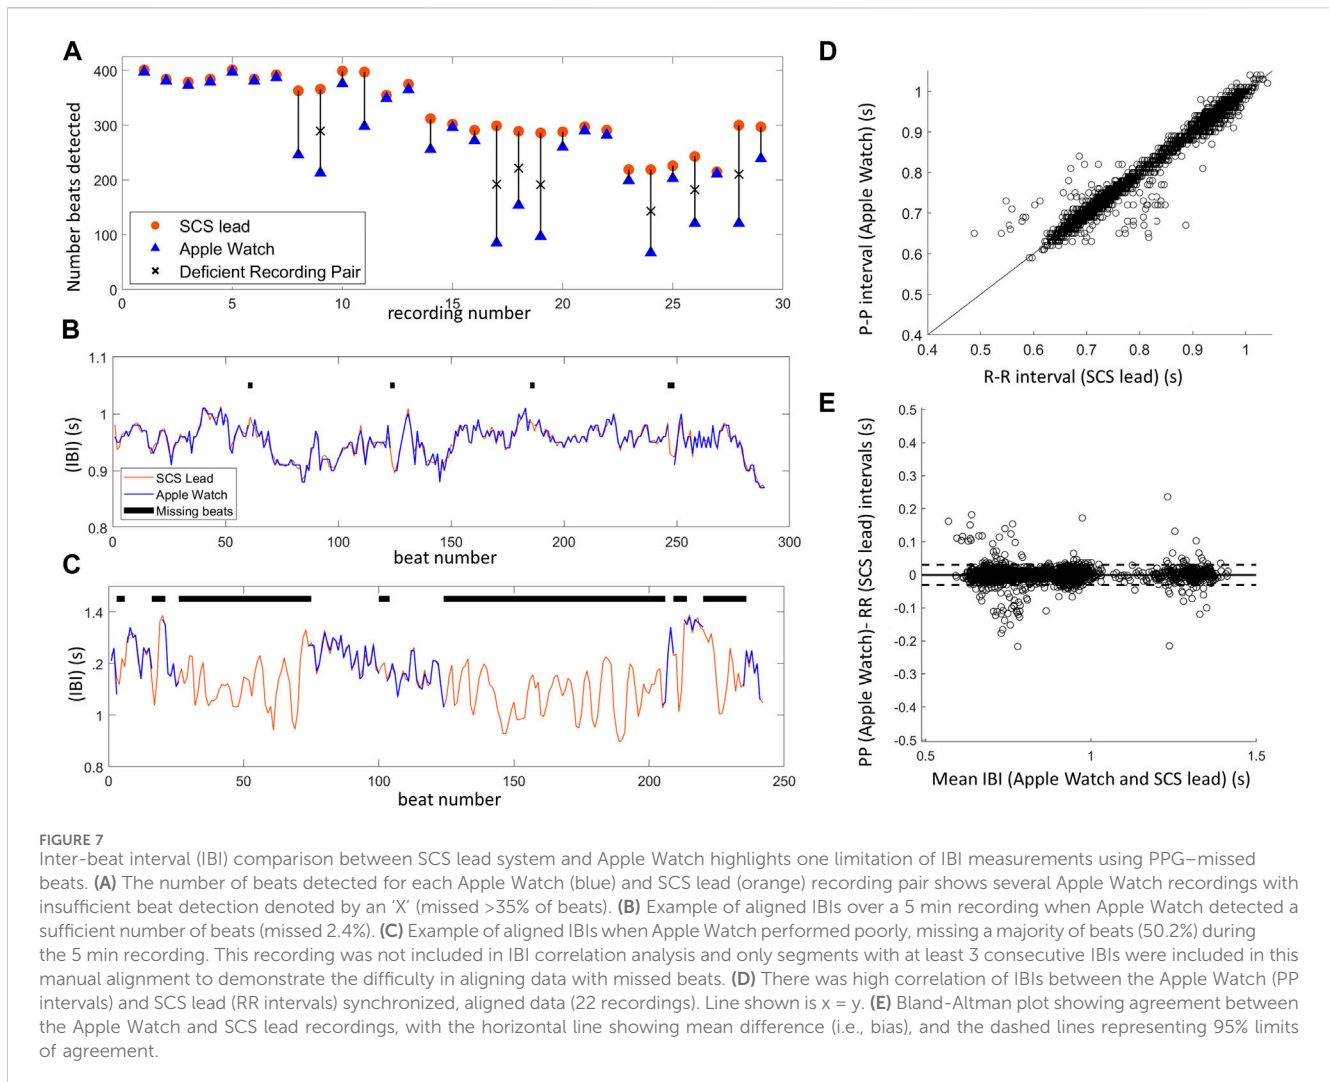 A
Number beats detected
400
300
200
100
0
SCS lead
Apple Watch
Deficient Recording Pair
0 5 10 15 20 25 30
recording number
B
(IBI) (s)
1.1
1
0.9
0.8
SCS Lead
Apple Watch
Missing beats
0 50 100 150 200 250 300
beat number
C
(IBI) (s)
1.4
.2
1
0.8
0 50 100 150 200 250
beat number
D
P-P interval (Apple Watch) (s)
1
0.9
0.8
0.7
0.6
0.5
0.4
0.4 0.5 0.6 0.7 0.8 0.9 1
R-R interval (SCS lead) (s)
E
PP (Apple Watch)- RR (SCS lead) intervals (s)
0.5
0.4
0.3
0.2
0.1
0
-0.1
-0.2
-0.3
-0.4
-0.5
0.5 1 1.5
Mean IBI (Apple Watch and SCS lead) (s)
FIGURE 7
Inter-beat interval (IBI) comparison between SCS lead system and Apple Watch highlights one limitation of IBI measurements using PPG–missed
beats. (A) The number of beats detected for each Apple Watch (blue) and SCS lead (orange) recording pair shows several Apple Watch recordings with
insufficient beat detection denoted by an ‘X’ (missed >35% of beats). (B) Example of aligned IBIs over a 5 min recording when Apple Watch detected a
sufficient number of beats (missed 2.4%). (C) Example of aligned IBIs when Apple Watch performed poorly, missing a majority of beats (50.2%) during
the 5 min recording. This recording was not included in IBI correlation analysis and only segments with at least 3 consecutive IBIs were included in this
manual alignment to demonstrate the difficulty in aligning data with missed beats. (D) There was high correlation of IBIs between the Apple Watch (PP
intervals) and SCS lead (RR intervals) synchronized, aligned data (22 recordings). Line shown is x = y. (E) Bland-Altman plot showing agreement between
the Apple Watch and SCS lead recordings, with the horizontal line showing mean difference (i.e., bias), and the dashed lines representing 95% limits
of agreement.